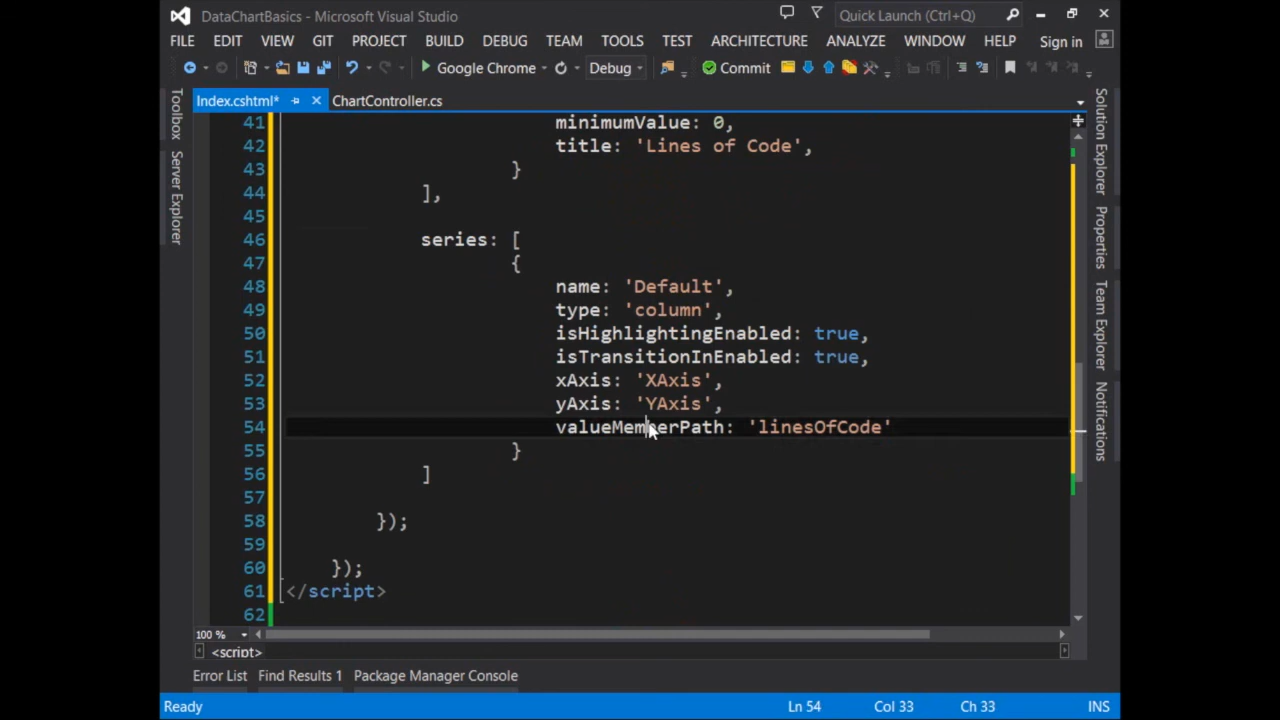 DataChartBasics - Microsoft Visual Studio
Quick Launch (Ctrl+Q)
FILE EDIT VIEW GIT PROJECT BUILD DEBUG TEAM TOOLS TEST ARCHITECTURE ANALYZE WINDOW HELP Sign in
Google Chrome Debug Commit
Index.cshtml* ChartController.cs
Toolbox
Server Explorer
41 minimumValue: 0,
42 title: 'Lines of Code',
43 }
44 ],
45
46 series: [
47 {
48 name: 'Default',
49 type: 'column',
50 isHighlightingEnabled: true,
51 isTransitionInEnabled: true,
52 xAxis: 'XAxis',
53 yAxis: 'YAxis',
54 valueMemberPath: 'linesOfCode'
55 }
56 ]
57
58 });
59
60 });
61 </script>
62
Solution Explorer
Properties
Team Explorer
Notifications
100 %
<script>
Error List Find Results 1 Package Manager Console
Ready Ln 54 Col 33 Ch 33 INS